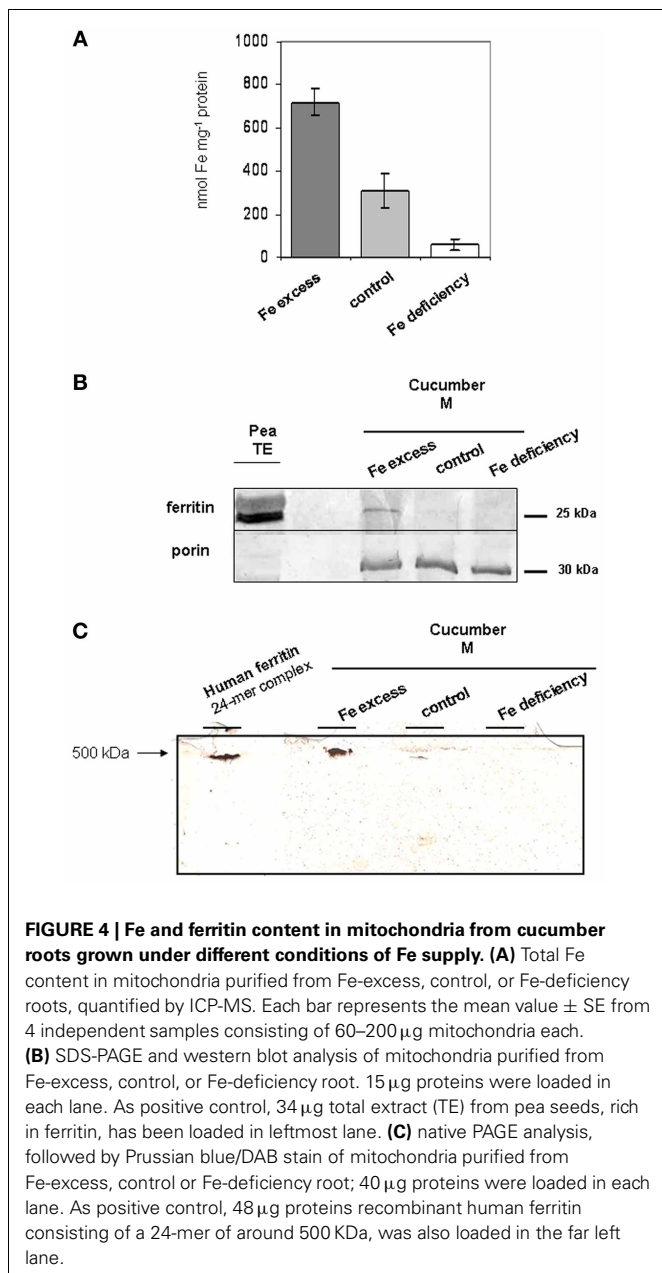 A
1000
800
600
400
200
0
nmol Fe mg-1 protein
Fe excess
control
Fe deficiency
B
Cucumber
M
Pea
TE
Fe excess
control
Fe deficiency
ferritin
25 kDa
porin
30 kDa
C
Cucumber
M
Human ferritin
24-mer complex
Fe excess
control
Fe deficiency
500 kDa
FIGURE 4 | Fe and ferritin content in mitochondria from cucumber
roots grown under different conditions of Fe supply. (A) Total Fe
content in mitochondria purified from Fe-excess, control, or Fe-deficiency
roots, quantified by ICP-MS. Each bar represents the mean value ± SE from
4 independent samples consisting of 60–200 μg mitochondria each.
(B) SDS-PAGE and western blot analysis of mitochondria purified from
Fe-excess, control, or Fe-deficiency root. 15 μg proteins were loaded in
each lane. As positive control, 34 μg total extract (TE) from pea seeds, rich
in ferritin, has been loaded in leftmost lane. (C) native PAGE analysis,
followed by Prussian blue/DAB stain of mitochondria purified from
Fe-excess, control or Fe-deficiency root; 40 μg proteins were loaded in each
lane. As positive control, 48 μg proteins recombinant human ferritin
consisting of a 24-mer of around 500 KDa, was also loaded in the far left
lane.